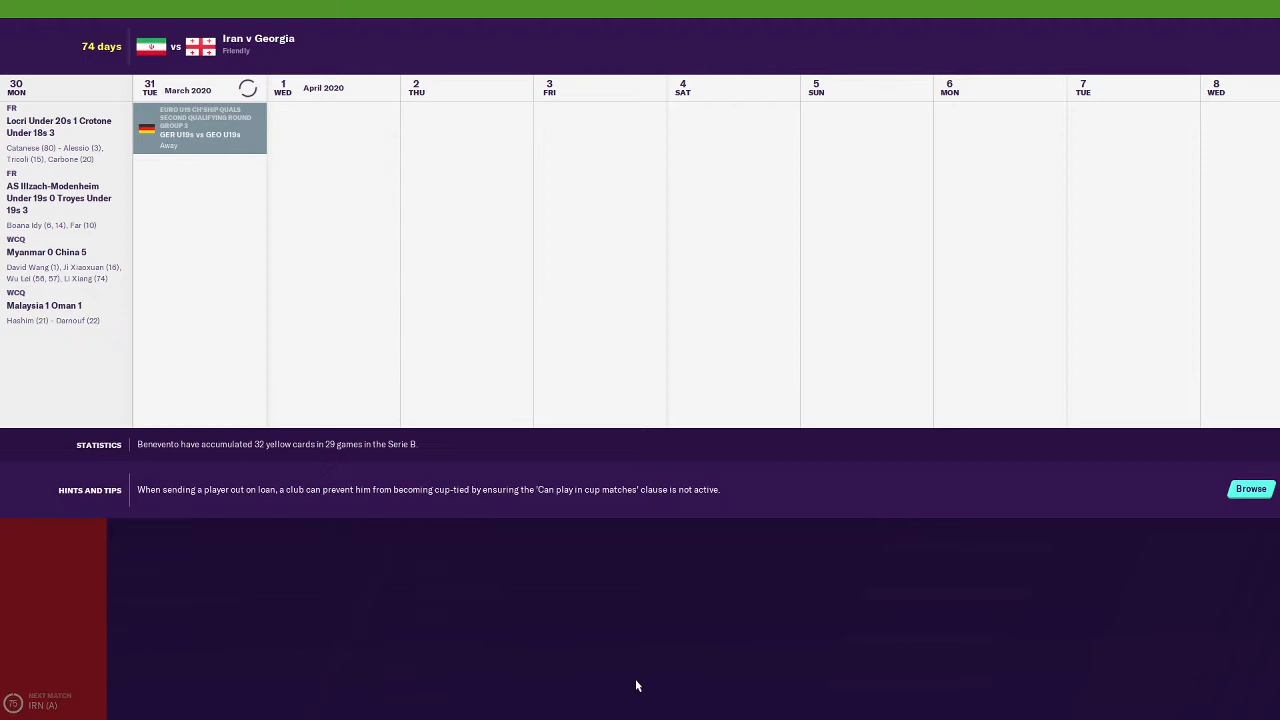 74 days
vs
Iran v Georgia
Friendly
30
MON
31
TUE
March 2020
1
WED
April 2020
2
THU
3
FRI
4
SAT
5
SUN
6
MON
7
TUE
8
WED
FR
Locri Under 20s 1 Crotone
Under 18s 3
Catanese (80) - Alessio (3),
Tricoli (15), Carbone (20)
FR
AS Illzach-Modenheim
Under 19s 0 Troyes Under
19s 3
Boana Idy (6, 14), Far (10)
WCQ
Myanmar 0 China 5
David Wang (1), Ji Xiaoxuan (16),
Wu Lei (56, 57), Li Xiang (74)
WCQ
Malaysia 1 Oman 1
Hashim (21) - Darnouf (22)
EURO U19 CH'SHIP QUALS
SECOND QUALIFYING ROUND
GROUP 3
GER U19s vs GEO U19s
Away
STATISTICS
Benevento have accumulated 32 yellow cards in 29 games in the Serie B.
HINTS AND TIPS
When sending a player out on loan, a club can prevent him from becoming cup-tied by ensuring the 'Can play in cup matches' clause is not active.
Browse
75
NEXT MATCH
IRN (A)